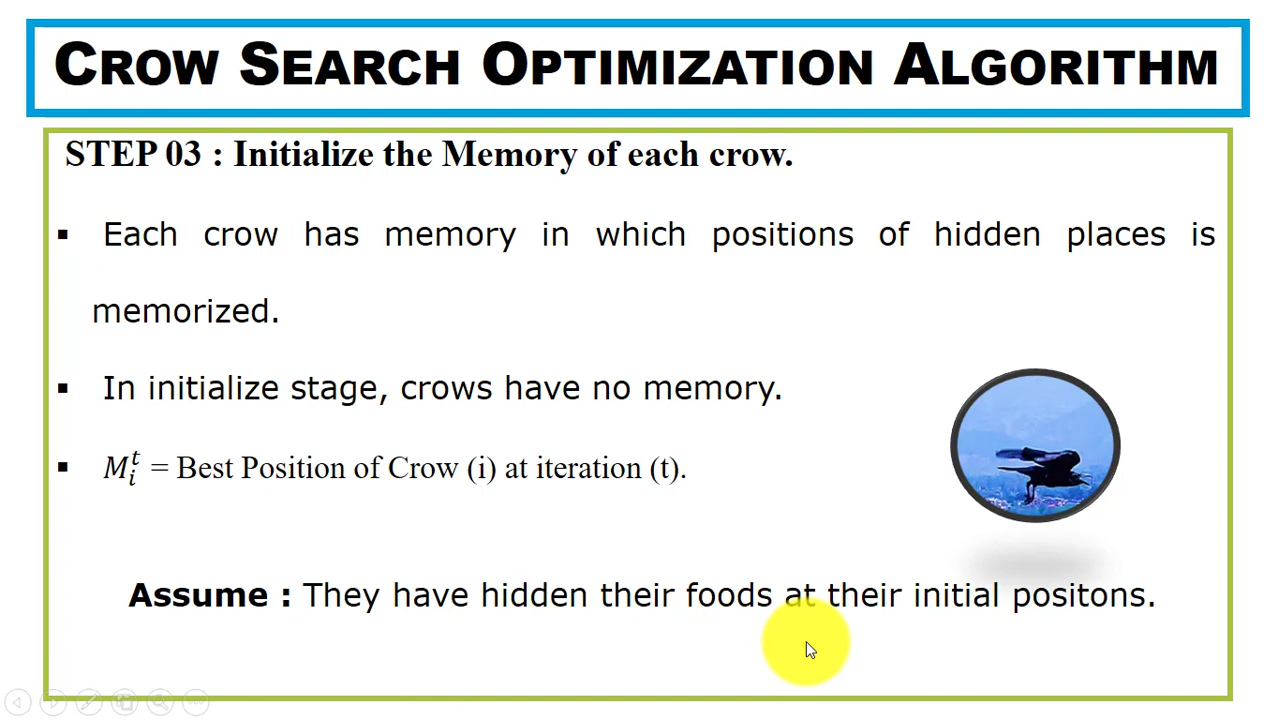 CROW SEARCH OPTIMIZATION ALGORITHM
STEP 03 : Initialize the Memory of each crow.
▪ Each crow has memory in which positions of hidden places is
memorized.
▪ In initialize stage, crows have no memory.
▪ $M_i^t$ = Best Position of Crow (i) at iteration (t).
Assume : They have hidden their foods at their initial positons.